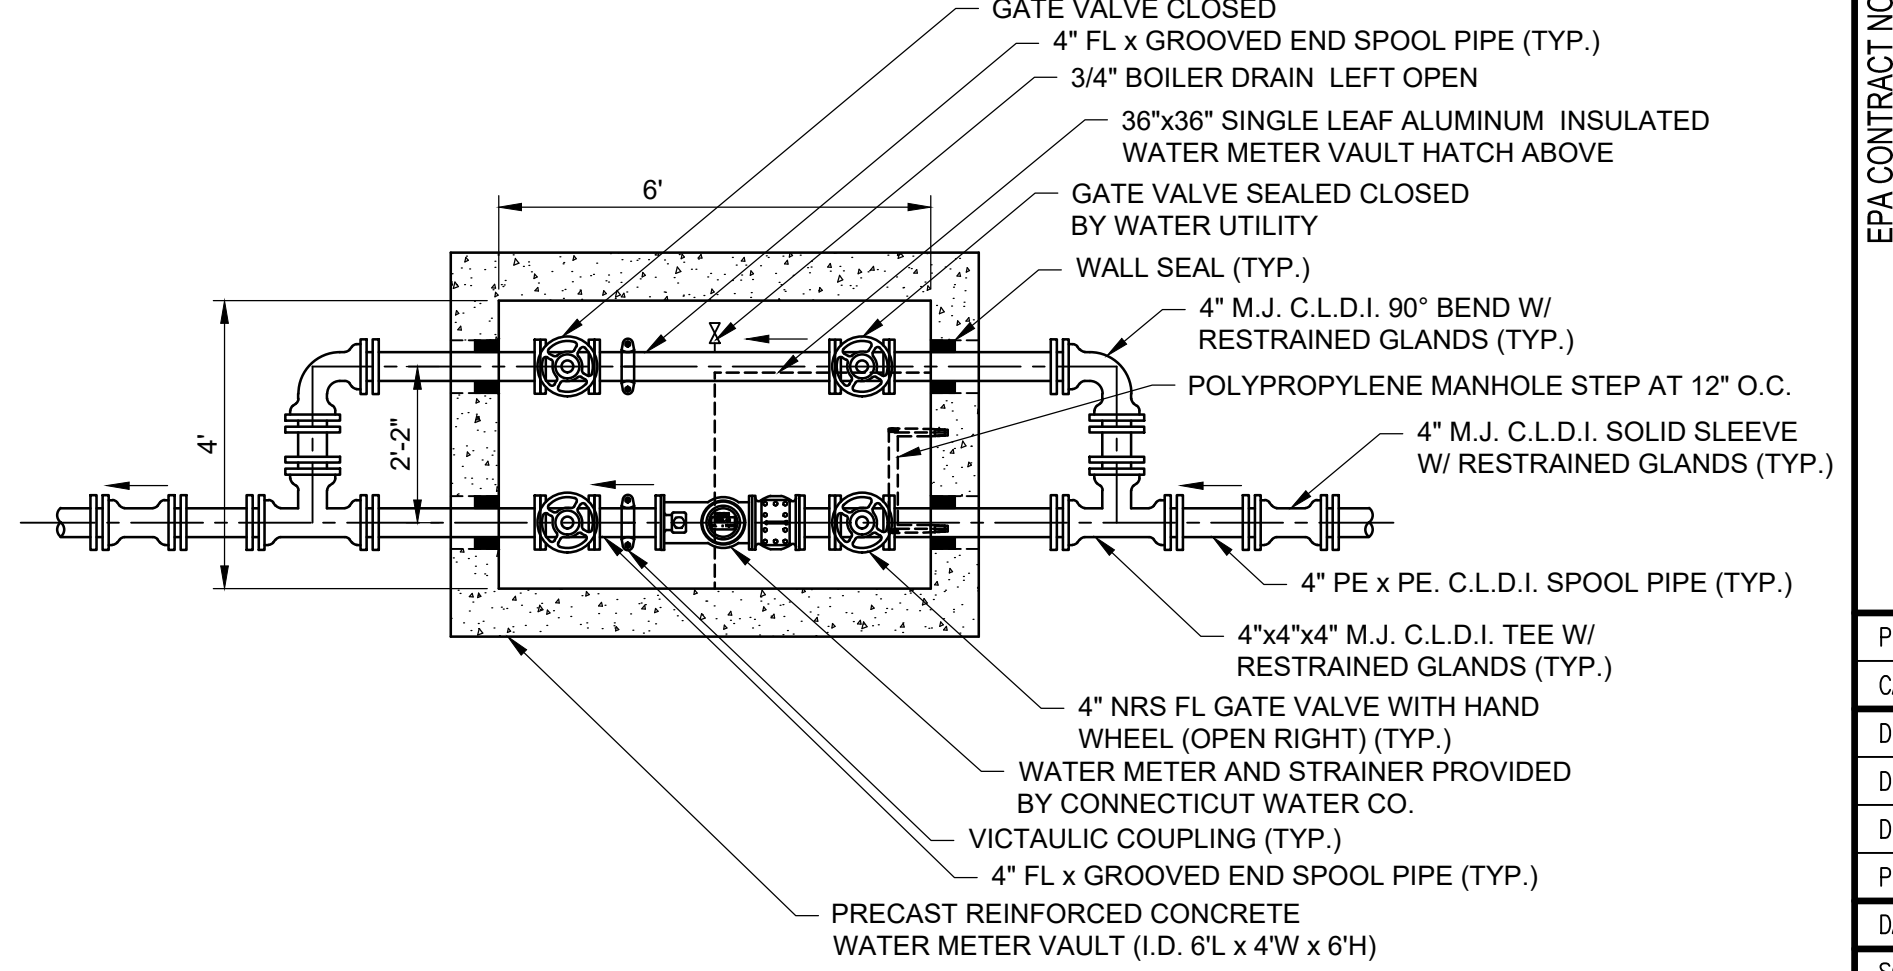 GATE VALVE CLOSED
4" FL x GROOVED END SPOOL PIPE (TYP.)
3/4" BOILER DRAIN LEFT OPEN
36"x36" SINGLE LEAF ALUMINUM INSULATED
WATER METER VAULT HATCH ABOVE
GATE VALVE SEALED CLOSED
BY WATER UTILITY
WALL SEAL (TYP.)
4" M.J. C.L.D.I. 90° BEND W/
RESTRAINED GLANDS (TYP.)
POLYPROPYLENE MANHOLE STEP AT 12" O.C.
4" M.J. C.L.D.I. SOLID SLEEVE
W/ RESTRAINED GLANDS (TYP.)
6'
4'
2'-2"
4" PE x PE. C.L.D.I. SPOOL PIPE (TYP.)
4"x4"x4" M.J. C.L.D.I. TEE W/
RESTRAINED GLANDS (TYP.)
4" NRS FL GATE VALVE WITH HAND
WHEEL (OPEN RIGHT) (TYP.)
WATER METER AND STRAINER PROVIDED
BY CONNECTICUT WATER CO.
VICTAULIC COUPLING (TYP.)
4" FL x GROOVED END SPOOL PIPE (TYP.)
PRECAST REINFORCED CONCRETE
WATER METER VAULT (I.D. 6'L x 4'W x 6'H)
EPA CONTRACT NO
P
D
D
D
P